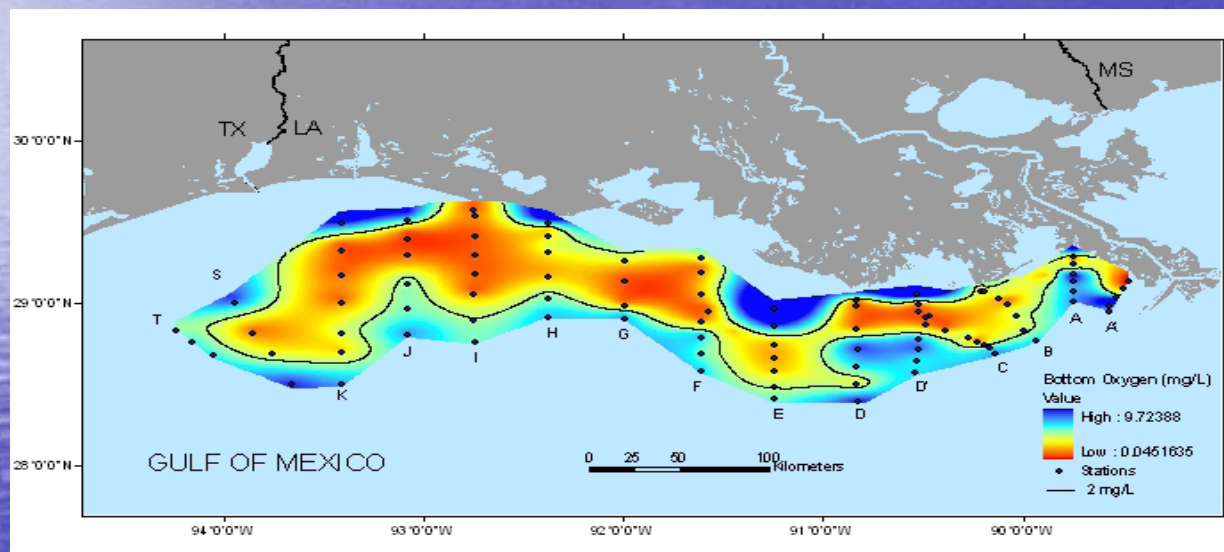 MS
TX LA
30°0'0"N
S
29°0'0"N
T
A A'
J I H G B
C
K F D'
E D
Bottom Oxygen (mg/L)
Value
High : 9.72388
Low : 0.0451635
Stations
2 mg/L
28°0'0"N
GULF OF MEXICO
0 25 50 100
Kilometers
94°0'0"W 93°0'0"W 92°0'0"W 91°0'0"W 90°0'0"W